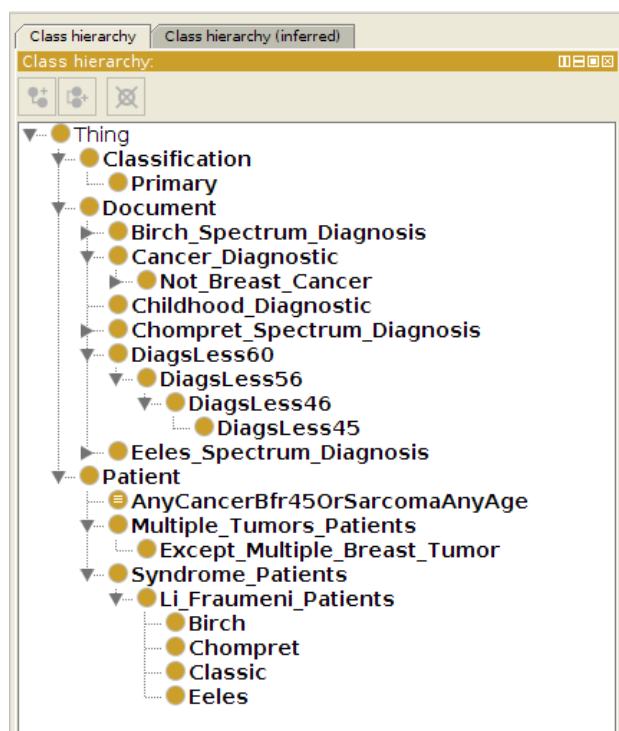 Class hierarchy Class hierarchy (inferred)
Class hierarchy:
Thing
Classification
Primary
Document
Birch_Spectrum_Diagnosis
Cancer_Diagnostic
Not_Breast_Cancer
Childhood_Diagnostic
Chompret_Spectrum_Diagnosis
DiagsLess60
DiagsLess56
DiagsLess46
DiagsLess45
Eeles_Spectrum_Diagnosis
Patient
AnyCancerBfr45OrSarcomaAnyAge
Multiple_Tumors_Patients
Except_Multiple_Breast_Tumor
Syndrome_Patients
Li_Fraumeni_Patients
Birch
Chompret
Classic
Eeles